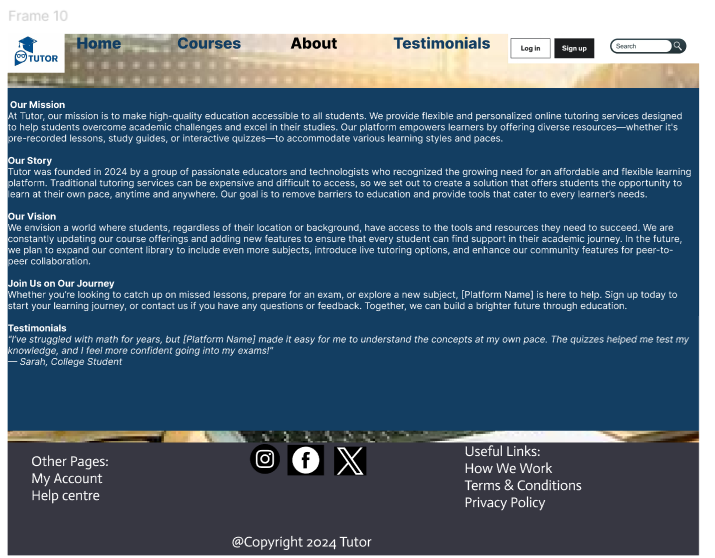 Frame 10
TUTOR
Home
Courses
About
Testimonials
Log in
Sign up
Search
Our Mission
At Tutor, our mission is to make high-quality education accessible to all students. We provide flexible and personalized online tutoring services designed
to help students overcome academic challenges and excel in their studies. Our platform empowers learners by offering diverse resources—whether it's
pre-recorded lessons, study guides, or interactive quizzes—to accommodate various learning styles and paces.
Our Story
Tutor was founded in 2024 by a group of passionate educators and technologists who recognized the growing need for an affordable and flexible learning
platform. Traditional tutoring services can be expensive and difficult to access, so we set out to create a solution that offers students the opportunity to
learn at their own pace, anytime and anywhere. Our goal is to remove barriers to education and provide tools that cater to every learner's needs.
Our Vision
We envision a world where students, regardless of their location or background, have access to the tools and resources they need to succeed. We are
constantly updating our course offerings and adding new features to ensure that every student can find support in their academic journey. In the future,
we plan to expand our content library to include even more subjects, introduce live tutoring options, and enhance our community features for peer-to-
peer collaboration.
Join Us on Our Journey
Whether you're looking to catch up on missed lessons, prepare for an exam, or explore a new subject, [Platform Name] is here to help. Sign up today to
start your learning journey, or contact us if you have any questions or feedback. Together, we can build a brighter future through education.
Testimonials
"I've struggled with math for years, but [Platform Name] made it easy for me to understand the concepts at my own pace. The quizzes helped me test my
knowledge, and I feel more confident going into my exams!"
— Sarah, College Student
Other Pages:
My Account
Help centre
Useful Links:
How We Work
Terms & Conditions
Privacy Policy
@Copyright 2024 Tutor